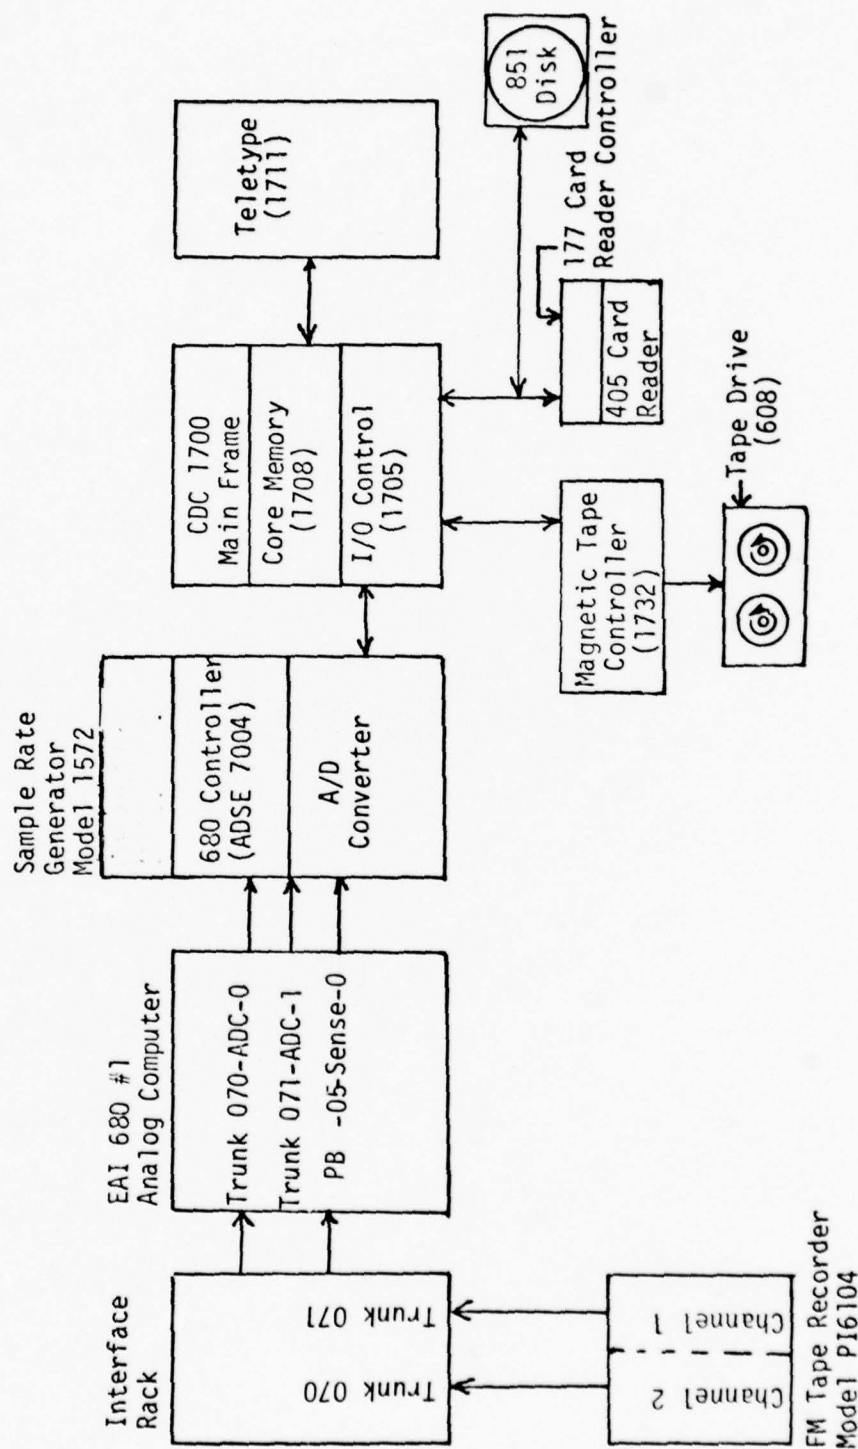 Interface
Rack
Trunk 070
Trunk 071
Channel 2
Channel 1
FM Tape Recorder
Model PI6104
EAI 680 #1
Analog Computer
Trunk 070-ADC-0
Trunk 071-ADC-1
PB -05-Sense-0
Sample Rate
Generator
Model 1572
680 Controller
(ADSE 7004)
A/D
Converter
CDC 1700
Main Frame
Core Memory
(1708)
I/O Control
(1705)
Teletype
(1711)
Magnetic Tape
Controller
(1732)
Tape Drive
(608)
405 Card
Reader
177 Card
Reader Controller
851
Disk